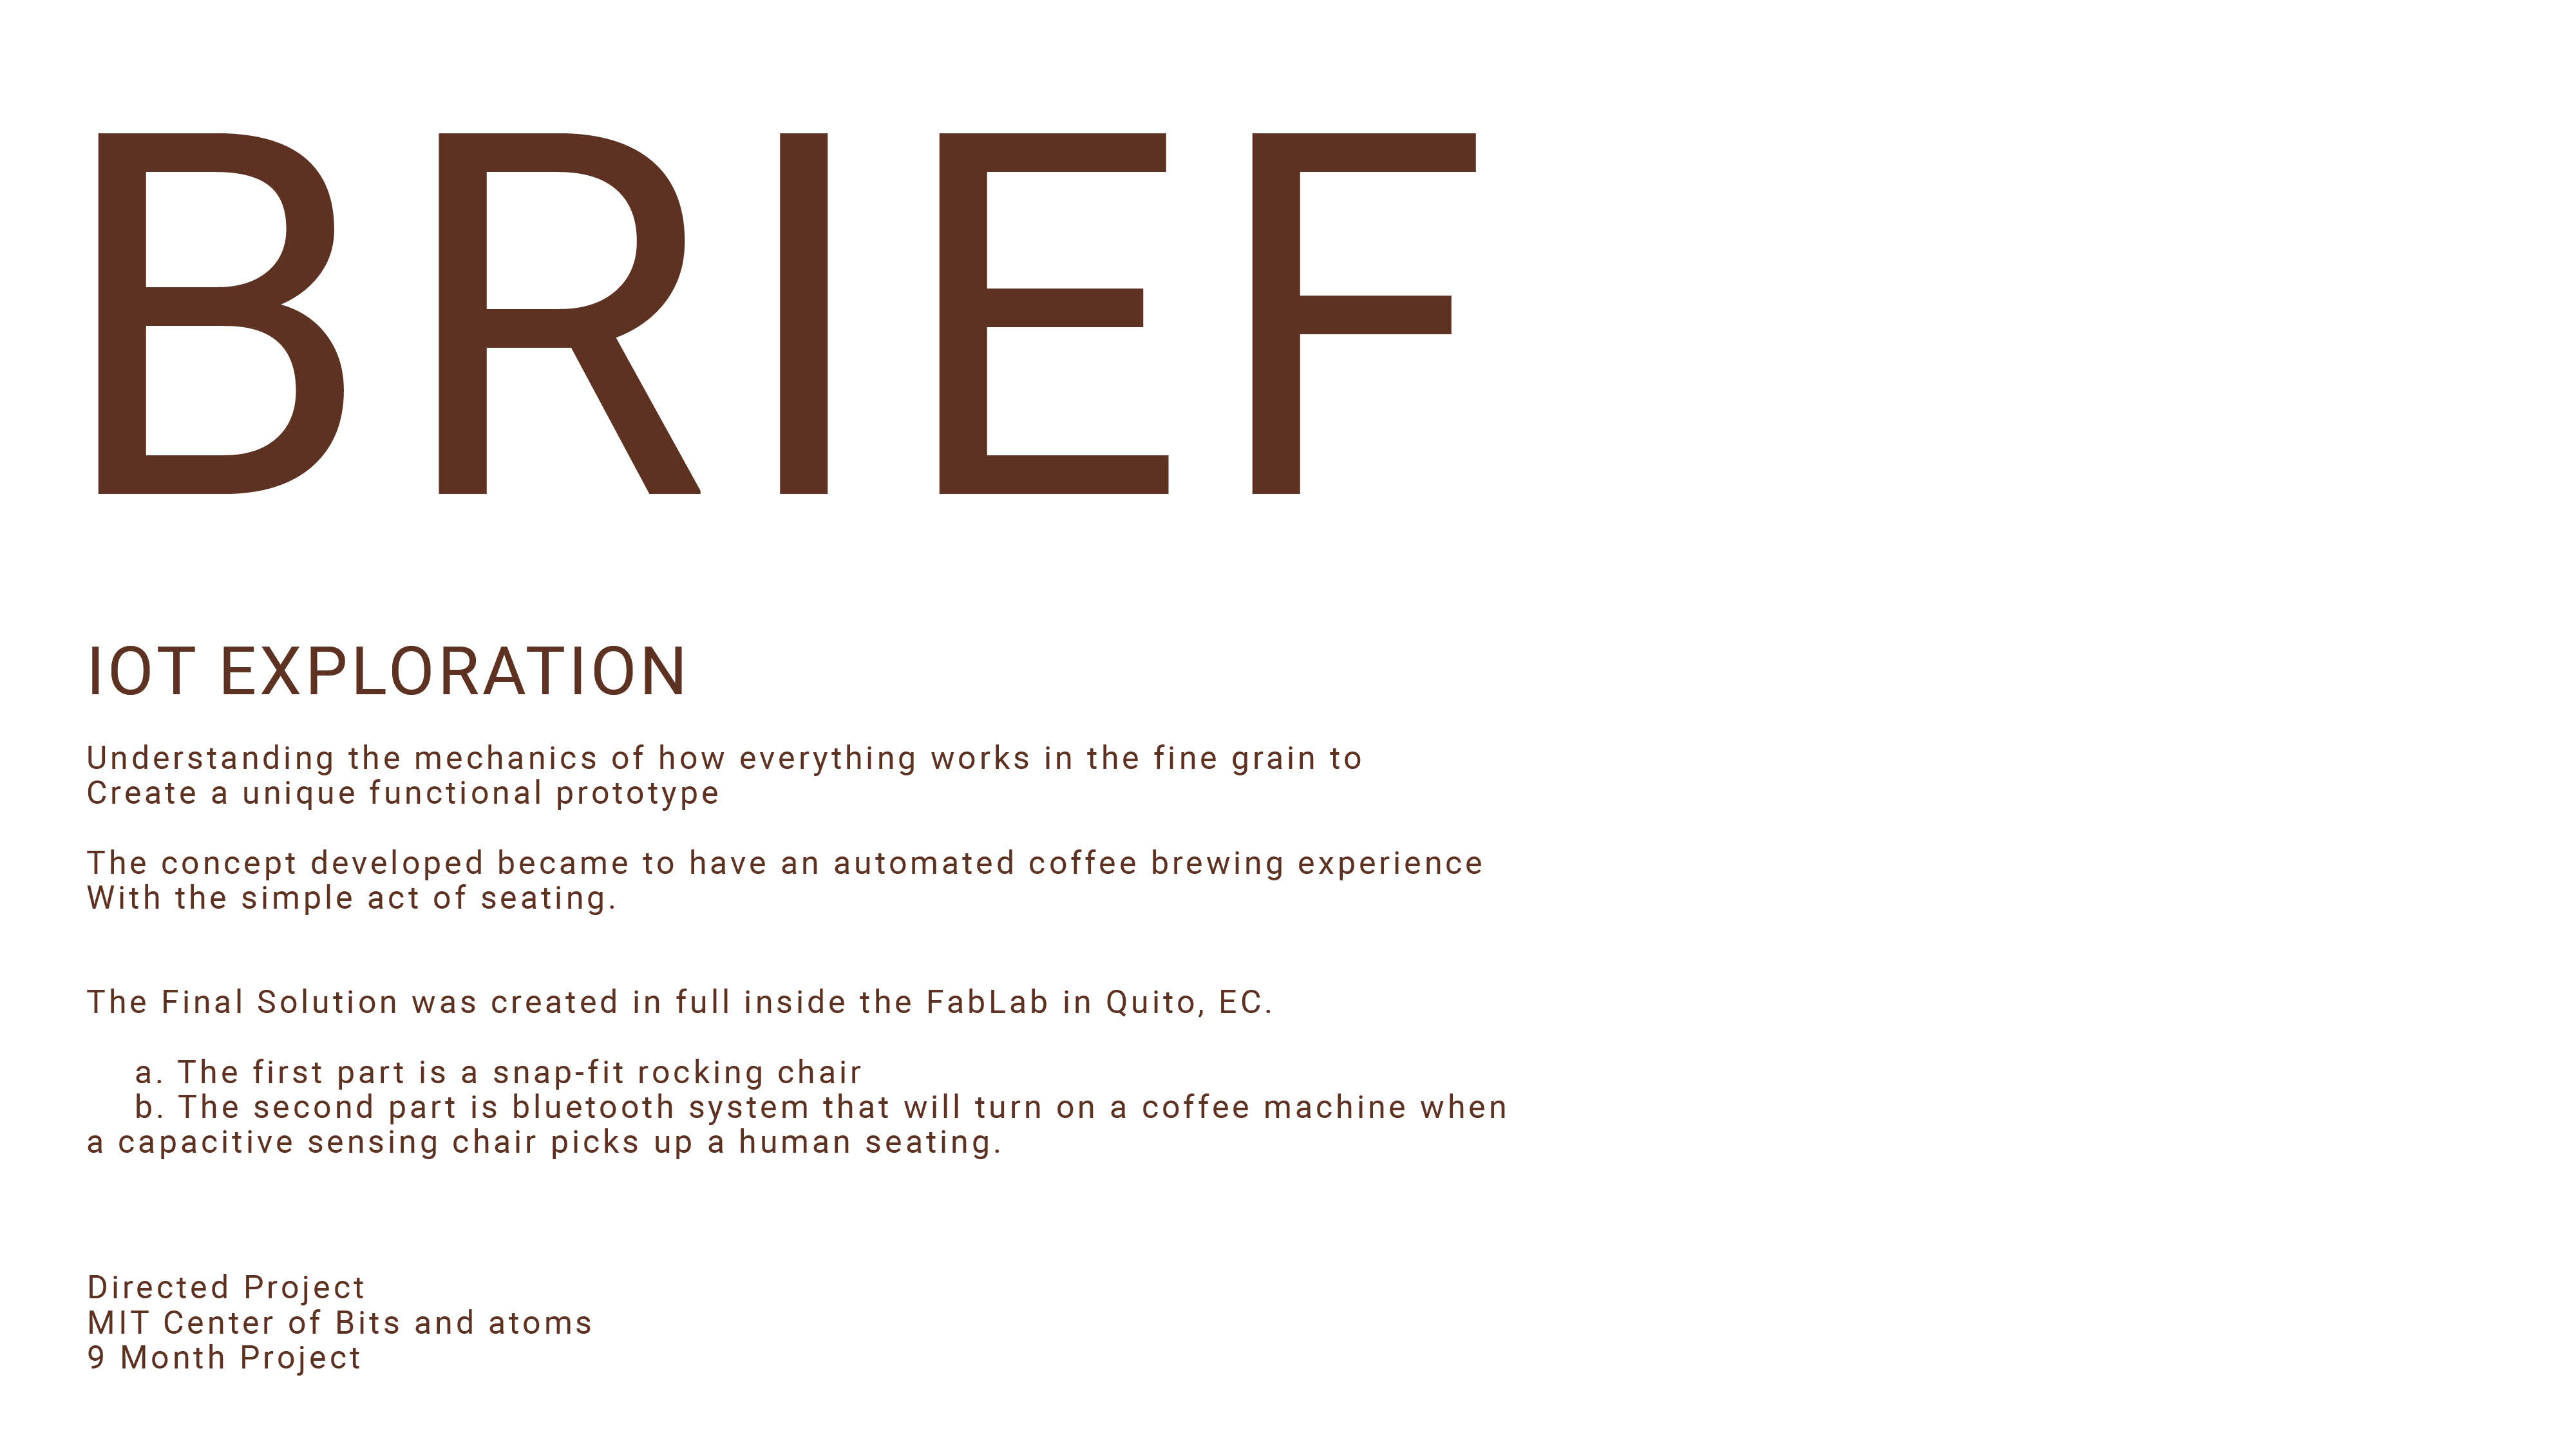 BRIEF
IOT EXPLORATION
Understanding the mechanics of how everything works in the fine grain to
Create a unique functional prototype
The concept developed became to have an automated coffee brewing experience
With the simple act of seating.
The Final Solution was created in full inside the FabLab in Quito, EC.
a. The first part is a snap-fit rocking chair
b. The second part is bluetooth system that will turn on a coffee machine when
a capacitive sensing chair picks up a human seating.
Directed Project
MIT Center of Bits and atoms
9 Month Project